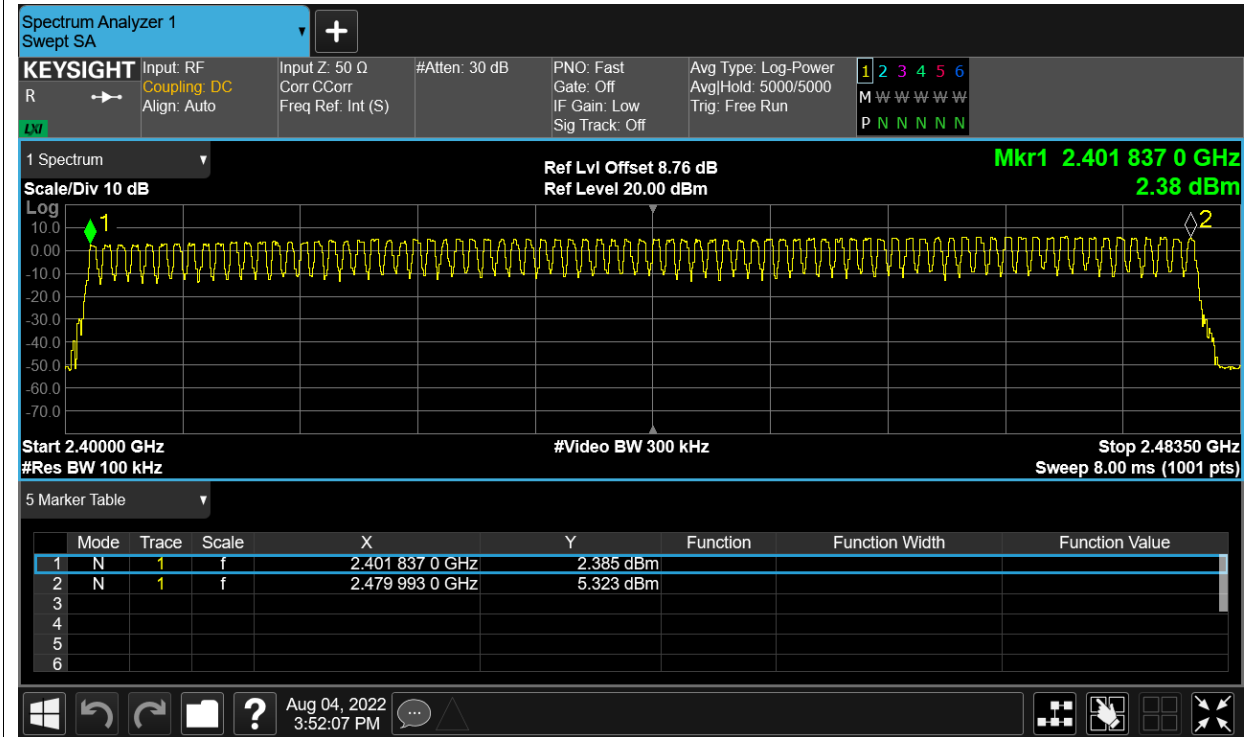 Spectrum Analyzer 1
Swept SA
+
KEYSIGHT
R
LXI
Input: RF
Coupling: DC
Align: Auto
Input Z: 50 Ω
Corr CCorr
Freq Ref: Int (S)
#Atten: 30 dB
PNO: Fast
Gate: Off
IF Gain: Low
Sig Track: Off
Avg Type: Log-Power
Avg|Hold: 5000/5000
Trig: Free Run
1 2 3 4 5 6
M W W W W W W
P N N N N N N
1 Spectrum
Scale/Div 10 dB
Ref Lvl Offset 8.76 dB
Ref Level 20.00 dBm
Mkr1 2.401 837 0 GHz
2.38 dBm
Log
10.0
0.00
-10.0
-20.0
-30.0
-40.0
-50.0
-60.0
-70.0
1
2
Start 2.40000 GHz
#Res BW 100 kHz
#Video BW 300 kHz
Stop 2.48350 GHz
Sweep 8.00 ms (1001 pts)
5 Marker Table
Mode Trace Scale X Y Function Function Width Function Value
1 N 1 f 2.401 837 0 GHz 2.385 dBm
2 N 1 f 2.479 993 0 GHz 5.323 dBm
3
4
5
6
?
Aug 04, 2022
3:52:07 PM